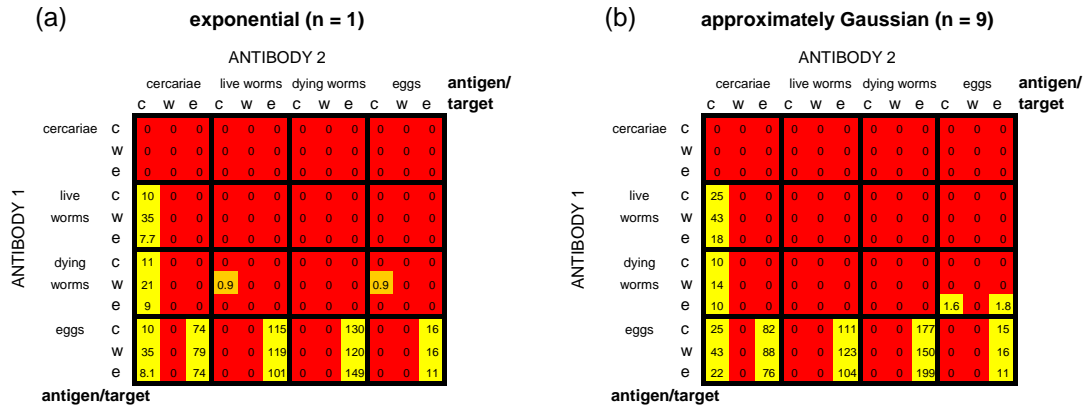 (a) exponential (n = 1)
ANTIBODY 2
cercariae live worms dying worms eggs antigen/
c w e c w e c w e c w e target
cercariae c 0 0 0 0 0 0 0 0 0 0 0 0
w 0 0 0 0 0 0 0 0 0 0 0 0
e 0 0 0 0 0 0 0 0 0 0 0 0
ANTIBODY 1
live c 10 0 0 0 0 0 0 0 0 0 0 0
worms w 35 0 0 0 0 0 0 0 0 0 0 0
e 7.7 0 0 0 0 0 0 0 0 0 0 0
dying c 11 0 0 0 0 0 0 0 0 0 0 0
worms w 21 0 0 0.9 0 0 0 0 0 0.9 0 0
e 9 0 0 0 0 0 0 0 0 0 0 0
eggs c 10 0 74 0 0 115 0 0 130 0 0 16
w 35 0 79 0 0 119 0 0 120 0 0 16
e 8.1 0 74 0 0 101 0 0 149 0 0 11
antigen/target
(b) approximately Gaussian (n = 9)
ANTIBODY 2
cercariae live worms dying worms eggs antigen/
c w e c w e c w e c w e target
cercariae c 0 0 0 0 0 0 0 0 0 0 0 0
w 0 0 0 0 0 0 0 0 0 0 0 0
e 0 0 0 0 0 0 0 0 0 0 0 0
ANTIBODY 1
live c 25 0 0 0 0 0 0 0 0 0 0 0
worms w 43 0 0 0 0 0 0 0 0 0 0 0
e 18 0 0 0 0 0 0 0 0 0 0 0
dying c 10 0 0 0 0 0 0 0 0 0 0 0
worms w 14 0 0 0 0 0 0 0 0 0 0 0
e 10 0 0 0 0 0 0 0 0 1.6 0 1.8
eggs c 25 0 82 0 0 111 0 0 177 0 0 15
w 43 0 88 0 0 123 0 0 150 0 0 16
e 22 0 76 0 0 104 0 0 199 0 0 11
antigen/target